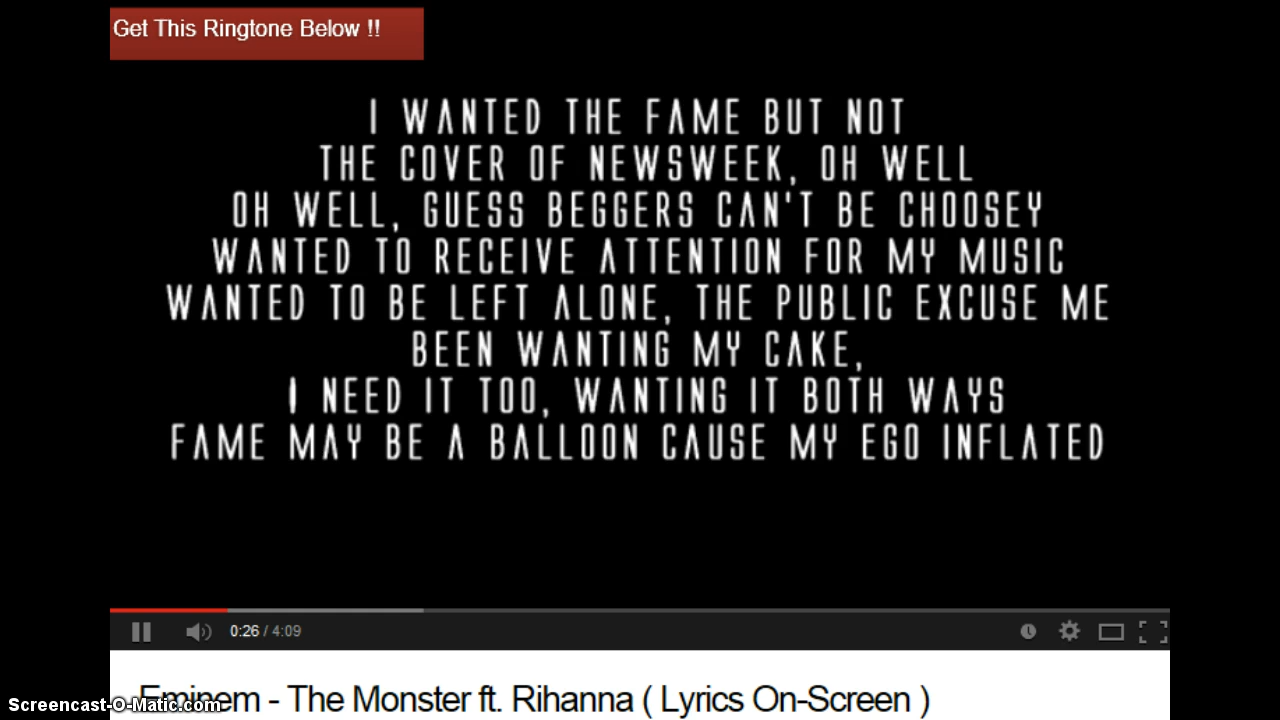 Get This Ringtone Below !!
I WANTED THE FAME BUT NOT
THE COVER OF NEWSWEEK, OH WELL
OH WELL, GUESS BEGGERS CAN'T BE CHOOSEY
WANTED TO RECEIVE ATTENTION FOR MY MUSIC
WANTED TO BE LEFT ALONE, THE PUBLIC EXCUSE ME
BEEN WANTING MY CAKE,
I NEED IT TOO, WANTING IT BOTH WAYS
FAME MAY BE A BALLOON CAUSE MY EGO INFLATED
0:26 / 4:09
Eminem - The Monster ft. Rihanna ( Lyrics On-Screen )
Screencast-O-Matic.com